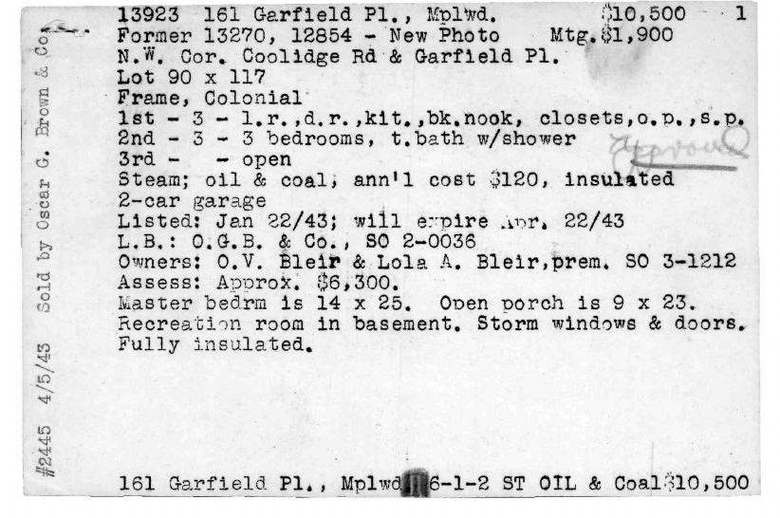 13923 161 Garfield Pl., Mplwd. $10,500 1
Former 13270, 12854 - New Photo Mtg.$1,900
N.W. Cor. Coolidge Rd & Garfield Pl.
Lot 90 x 117
Frame, Colonial
1st - 3 - l.r.,d.r.,kit.,bk.nook, closets,o.p.,s.p.
2nd - 3 - 3 bedrooms, t.bath w/shower
Approved
3rd - - open
Steam; oil & coal; ann'l cost $120, insulated
2-car garage
Listed: Jan 22/43; will expire Apr. 22/43
L.B.: O.G.B. & Co., SO 2-0036
Owners: O.V. Bleir & Lola A. Bleir,prem. SO 3-1212
Assess: Approx. $6,300.
Master bedrm is 14 x 25. Open porch is 9 x 23.
Recreation room in basement. Storm windows & doors.
Fully insulated.
161 Garfield Pl., Mplwd. 6-1-2 ST OIL & Coal $10,500
#2445 4/5/43 Sold by Oscar G. Brown & Co.